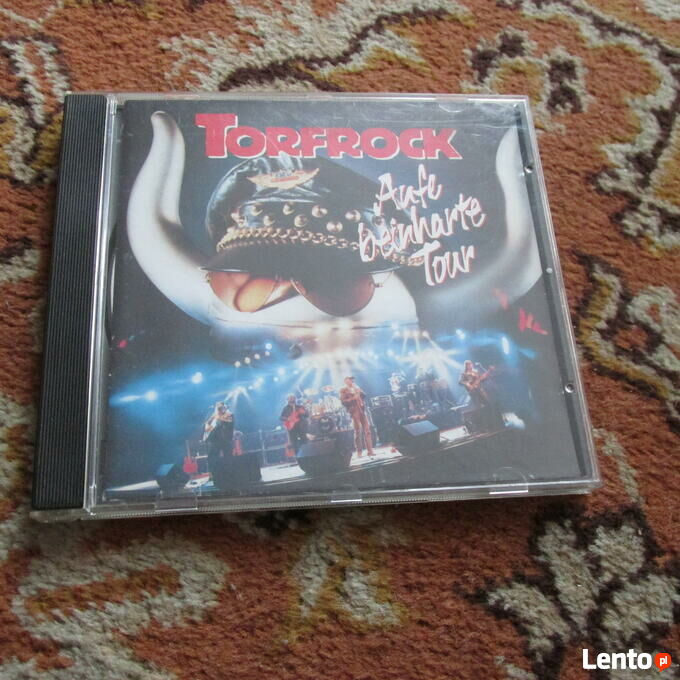 TORFROCK
Aufe
beinharte
Tour
Lento pl